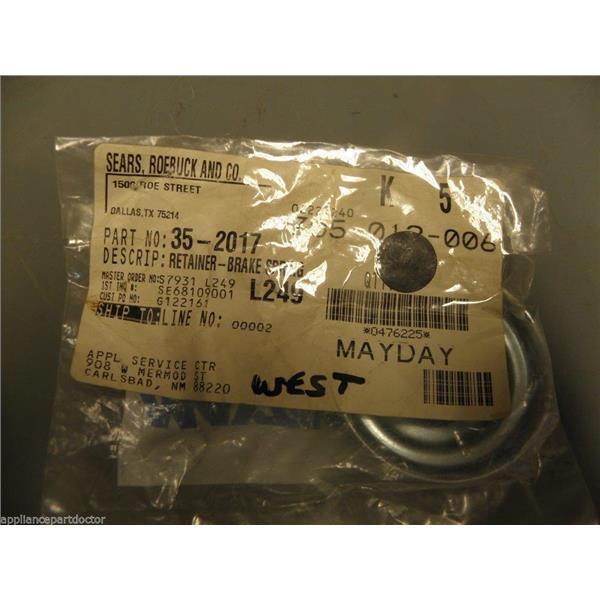 SEARS, ROEBUCK AND CO.
1500 ROE STREET
DALLAS,TX 75214
K 5
PART NO: 35-2017
DESCRIP: RETAINER-BRAKE SPRING
MASTER ORDER NO: S7931 L249
1ST INQ #: SE68109001
CUST PO NO: G122161
L249
SHIP TO: LINE NO: 00002
*0476225*
MAYDAY
APPL SERVICE CTR
908 W MERMOD ST
CARLSBAD, NM 88220
WEST
appliancepartdoctor